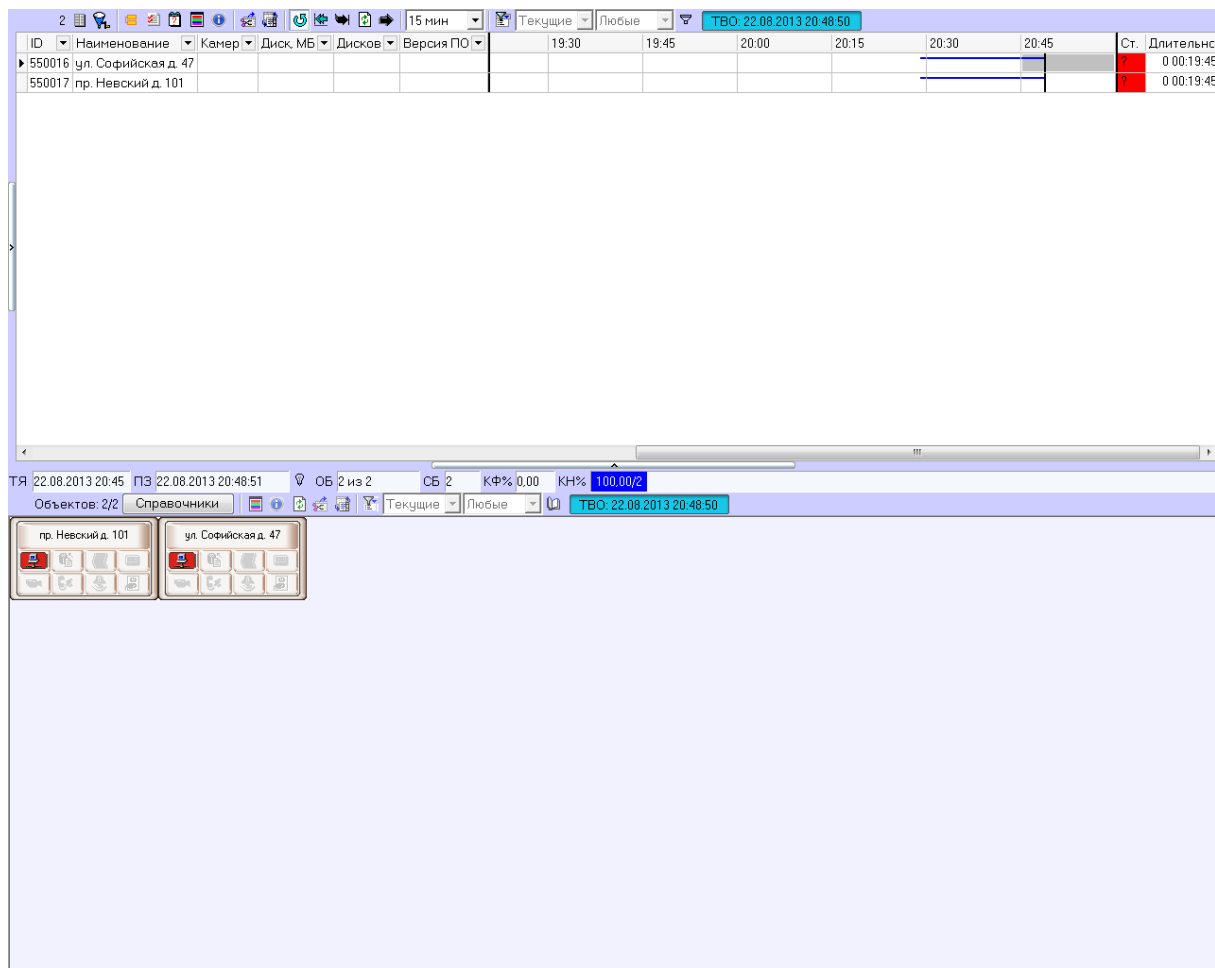 2 15 мин Текущие Любые ТВО: 22.08.2013 20:48:50
ID Наименование Камер Диск, МБ Дисков Версия ПО 19:30 19:45 20:00 20:15 20:30 20:45 Ст. Длительнос
550016 ул. Софийская д. 47 ? 0 00:19:45
550017 пр. Невский д. 101 ? 0 00:19:45
ТЯ 22.08.2013 20:45 ПЗ 22.08.2013 20:48:51 ОБ 2 из 2 СБ 2 КФ% 0,00 КН% 100,00/2
Объектов: 2/2 Справочники Текущие Любые ТВО: 22.08.2013 20:48:50
пр. Невский д. 101 ул. Софийская д. 47